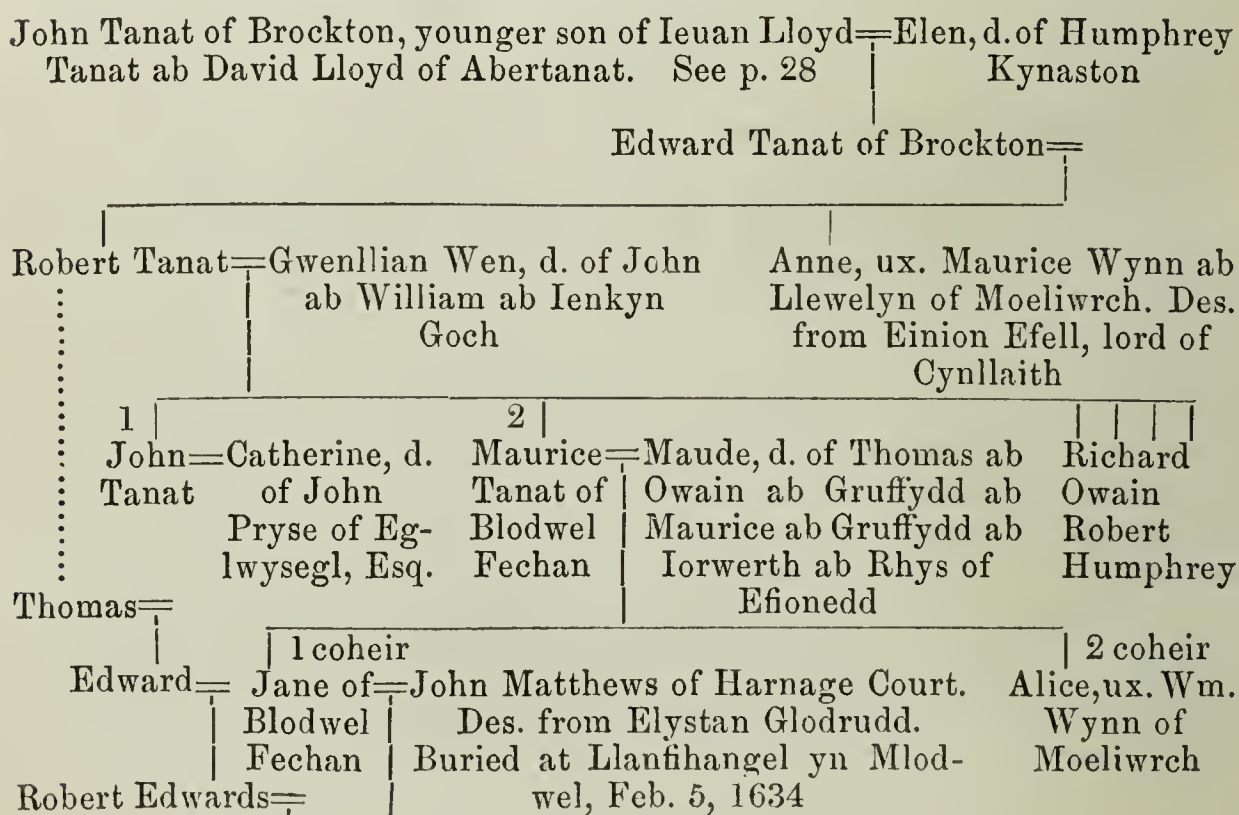 John Tanat of Brockton, younger son of Ieuan Lloyd=Elen, d. of Humphrey
Tanat ab David Lloyd of Abertanat. See p. 28 Kynaston
Edward Tanat of Brockton=
Robert Tanat=Gwenllian Wen, d. of John
ab William ab Ienkyn
Goch
Anne, ux. Maurice Wynn ab
Llewelyn of Moeliwrch. Des.
from Einion Efell, lord of
Cynllaith
1
John=Catherine, d.
Tanat of John
Pryse of Eg-
lwysegl, Esq.
2
Maurice=Maude, d. of Thomas ab
Tanat of Owain ab Gruffydd ab
Blodwel Maurice ab Gruffydd ab
Fechan Iorwerth ab Rhys of
Efionedd
Richard
Owain
Robert
Humphrey
Thomas=
Edward=
Robert Edwards=
1 coheir
Jane of=John Matthews of Harnage Court.
Blodwel Des. from Elystan Glodrudd.
Fechan Buried at Llanfihangel yn Mlod-
wel, Feb. 5, 1634
2 coheir
Alice, ux. Wm.
Wynn of
Moeliwrch